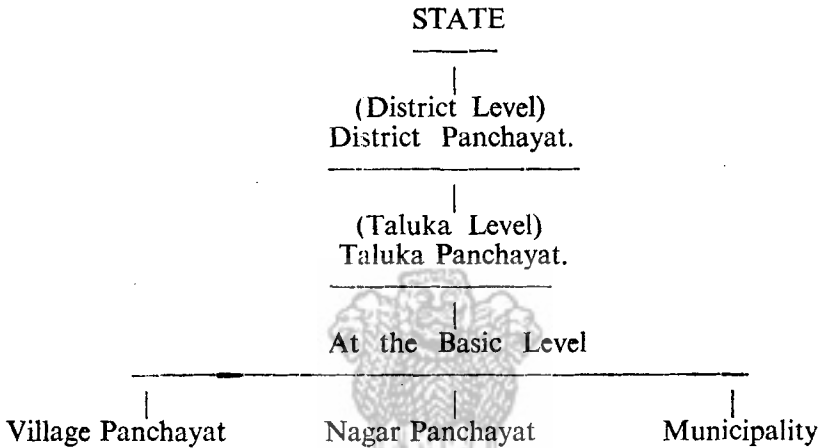 STATE
(District Level)
District Panchayat.
(Taluka Level)
Taluka Panchayat.
At the Basic Level
Village Panchayat Nagar Panchayat Municipality